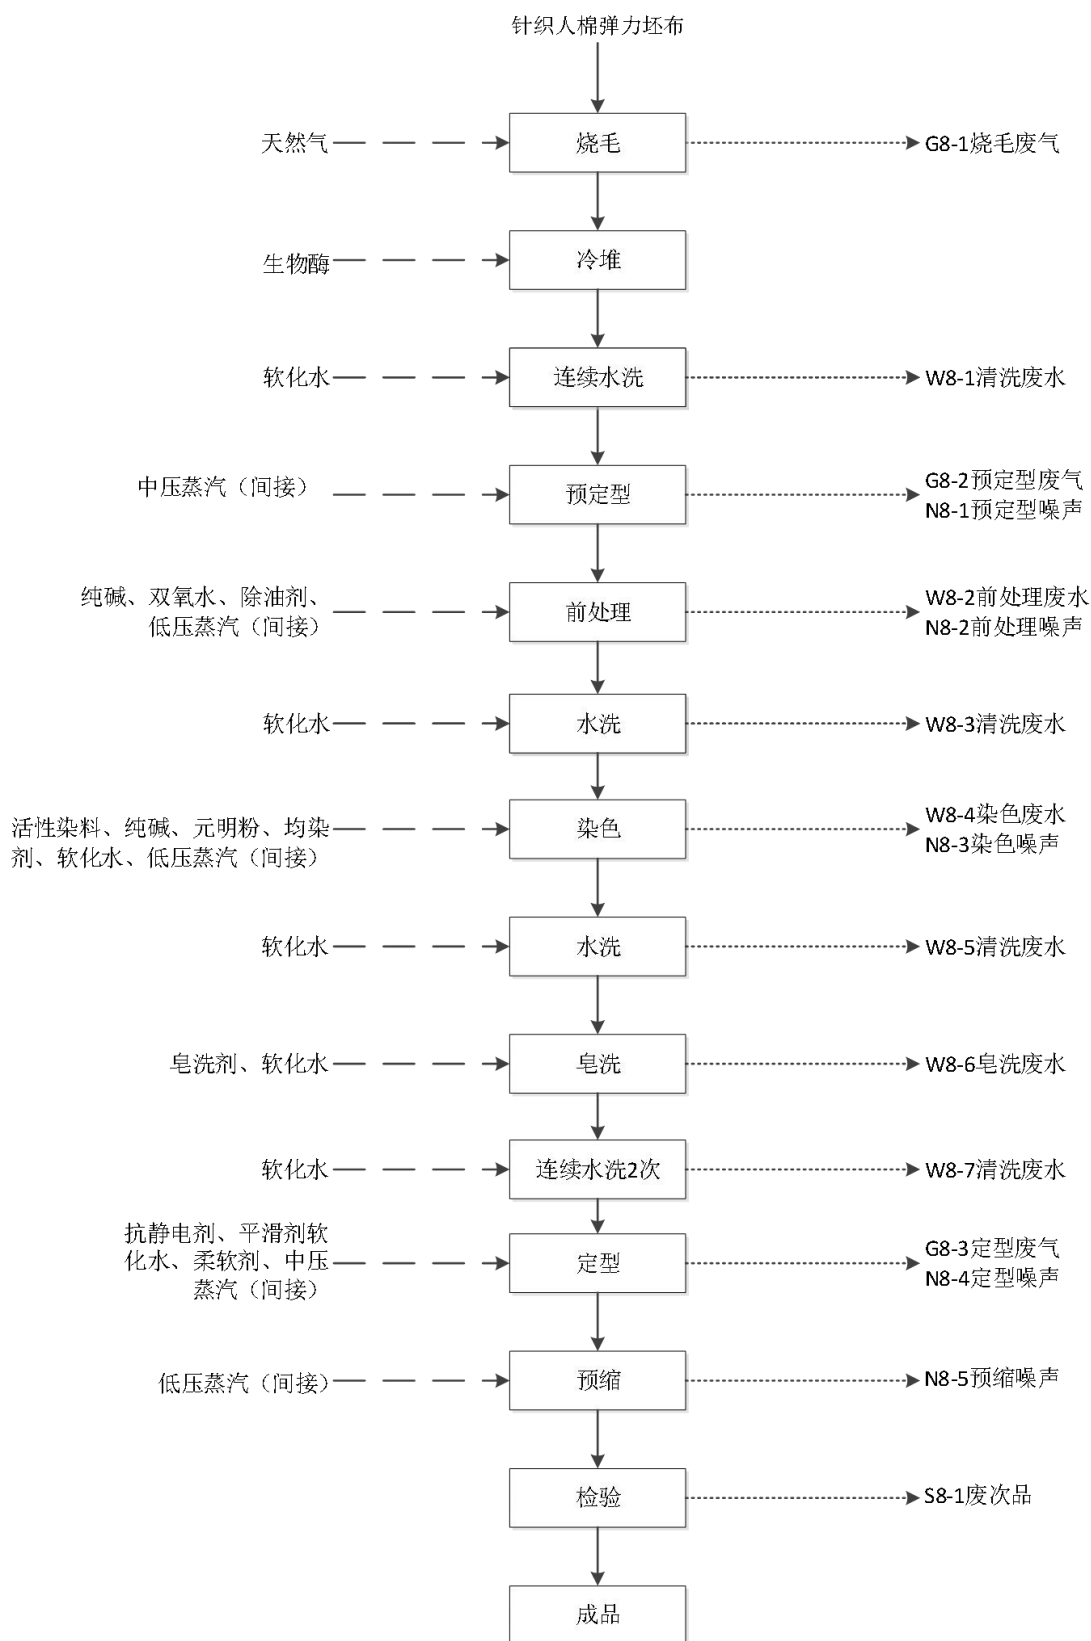 针织人棉弹力坯布
天然气
烧毛
G8-1烧毛废气
生物酶
冷堆
软化水
连续水洗
W8-1清洗废水
中压蒸汽（间接）
预定型
G8-2预定型废气
N8-1预定型噪声
纯碱、双氧水、除油剂、
低压蒸汽（间接）
前处理
W8-2前处理废水
N8-2前处理噪声
软化水
水洗
W8-3清洗废水
活性染料、纯碱、元明粉、均染
剂、软化水、低压蒸汽（间接）
染色
W8-4染色废水
N8-3染色噪声
软化水
水洗
W8-5清洗废水
皂洗剂、软化水
皂洗
W8-6皂洗废水
软化水
连续水洗2次
W8-7清洗废水
抗静电剂、平滑剂软
化水、柔软剂、中压
蒸汽（间接）
定型
G8-3定型废气
N8-4定型噪声
低压蒸汽（间接）
预缩
N8-5预缩噪声
检验
S8-1废次品
成品